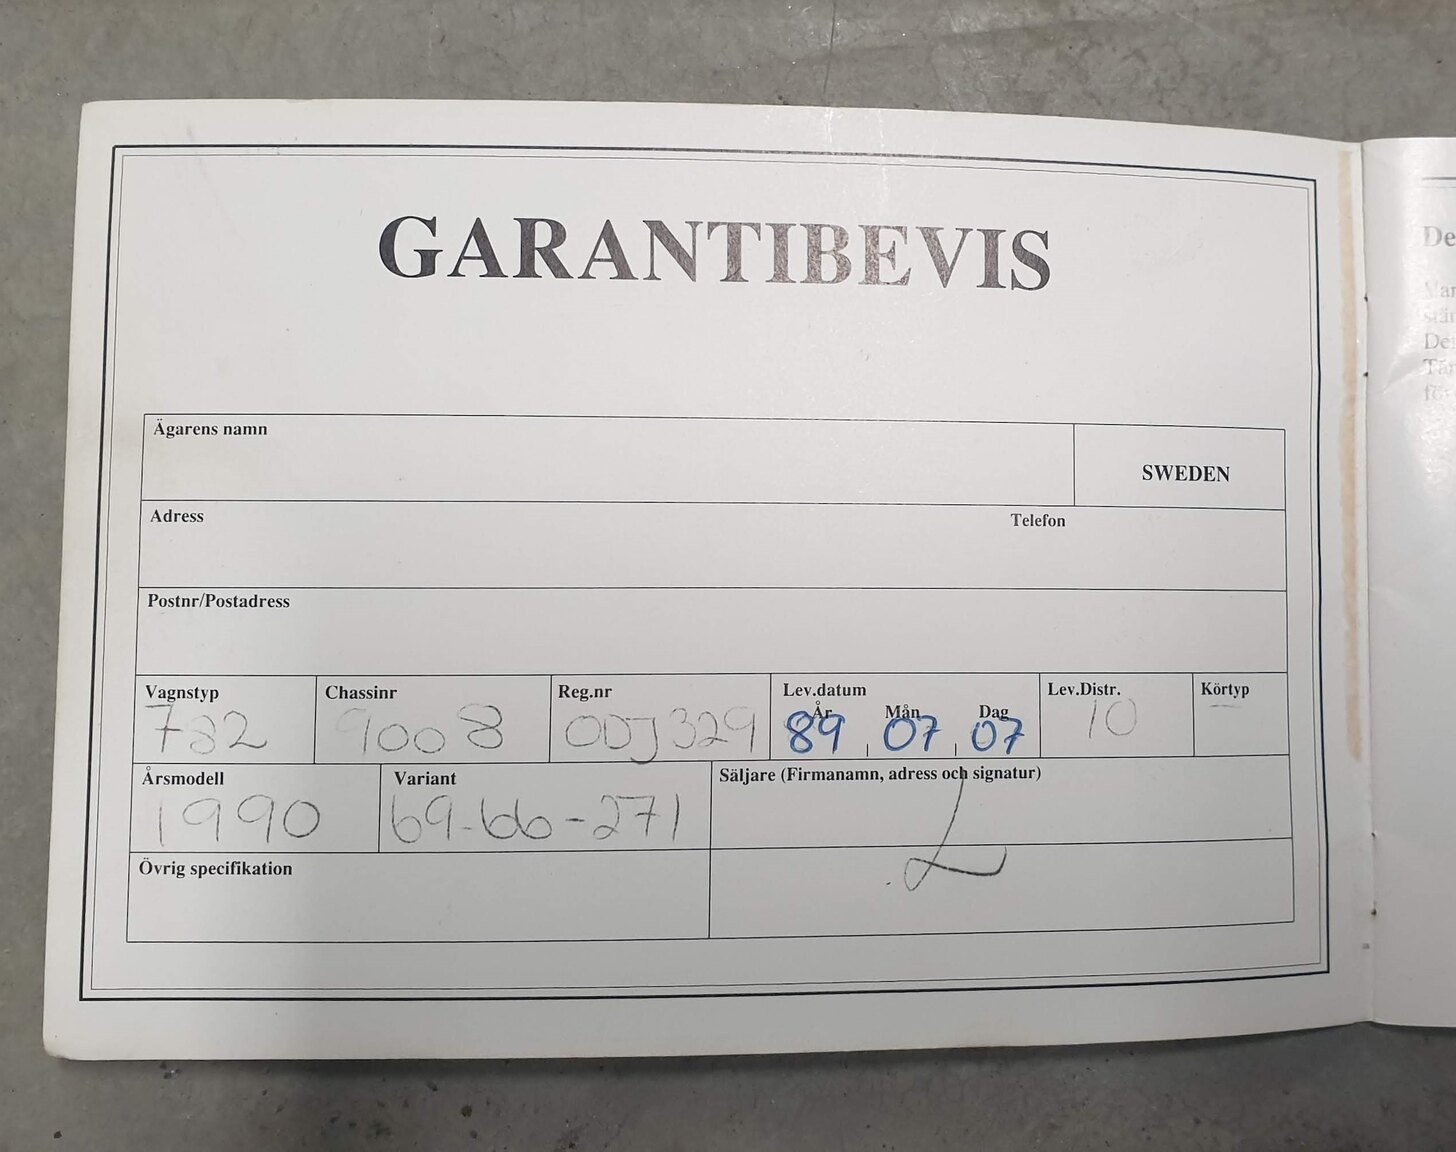 GARANTIBEVIS
Ägarens namn
SWEDEN
Adress Telefon
Postnr/Postadress
Vagnstyp Chassinr Reg.nr Lev.datum Lev.Distr. Körtyp
År Mån Dag
782 9008 ODJ329 89 07 07 10 —
Årsmodell Variant Säljare (Firmanamn, adress och signatur)
1990 69-66-271
Övrig specifikation
De